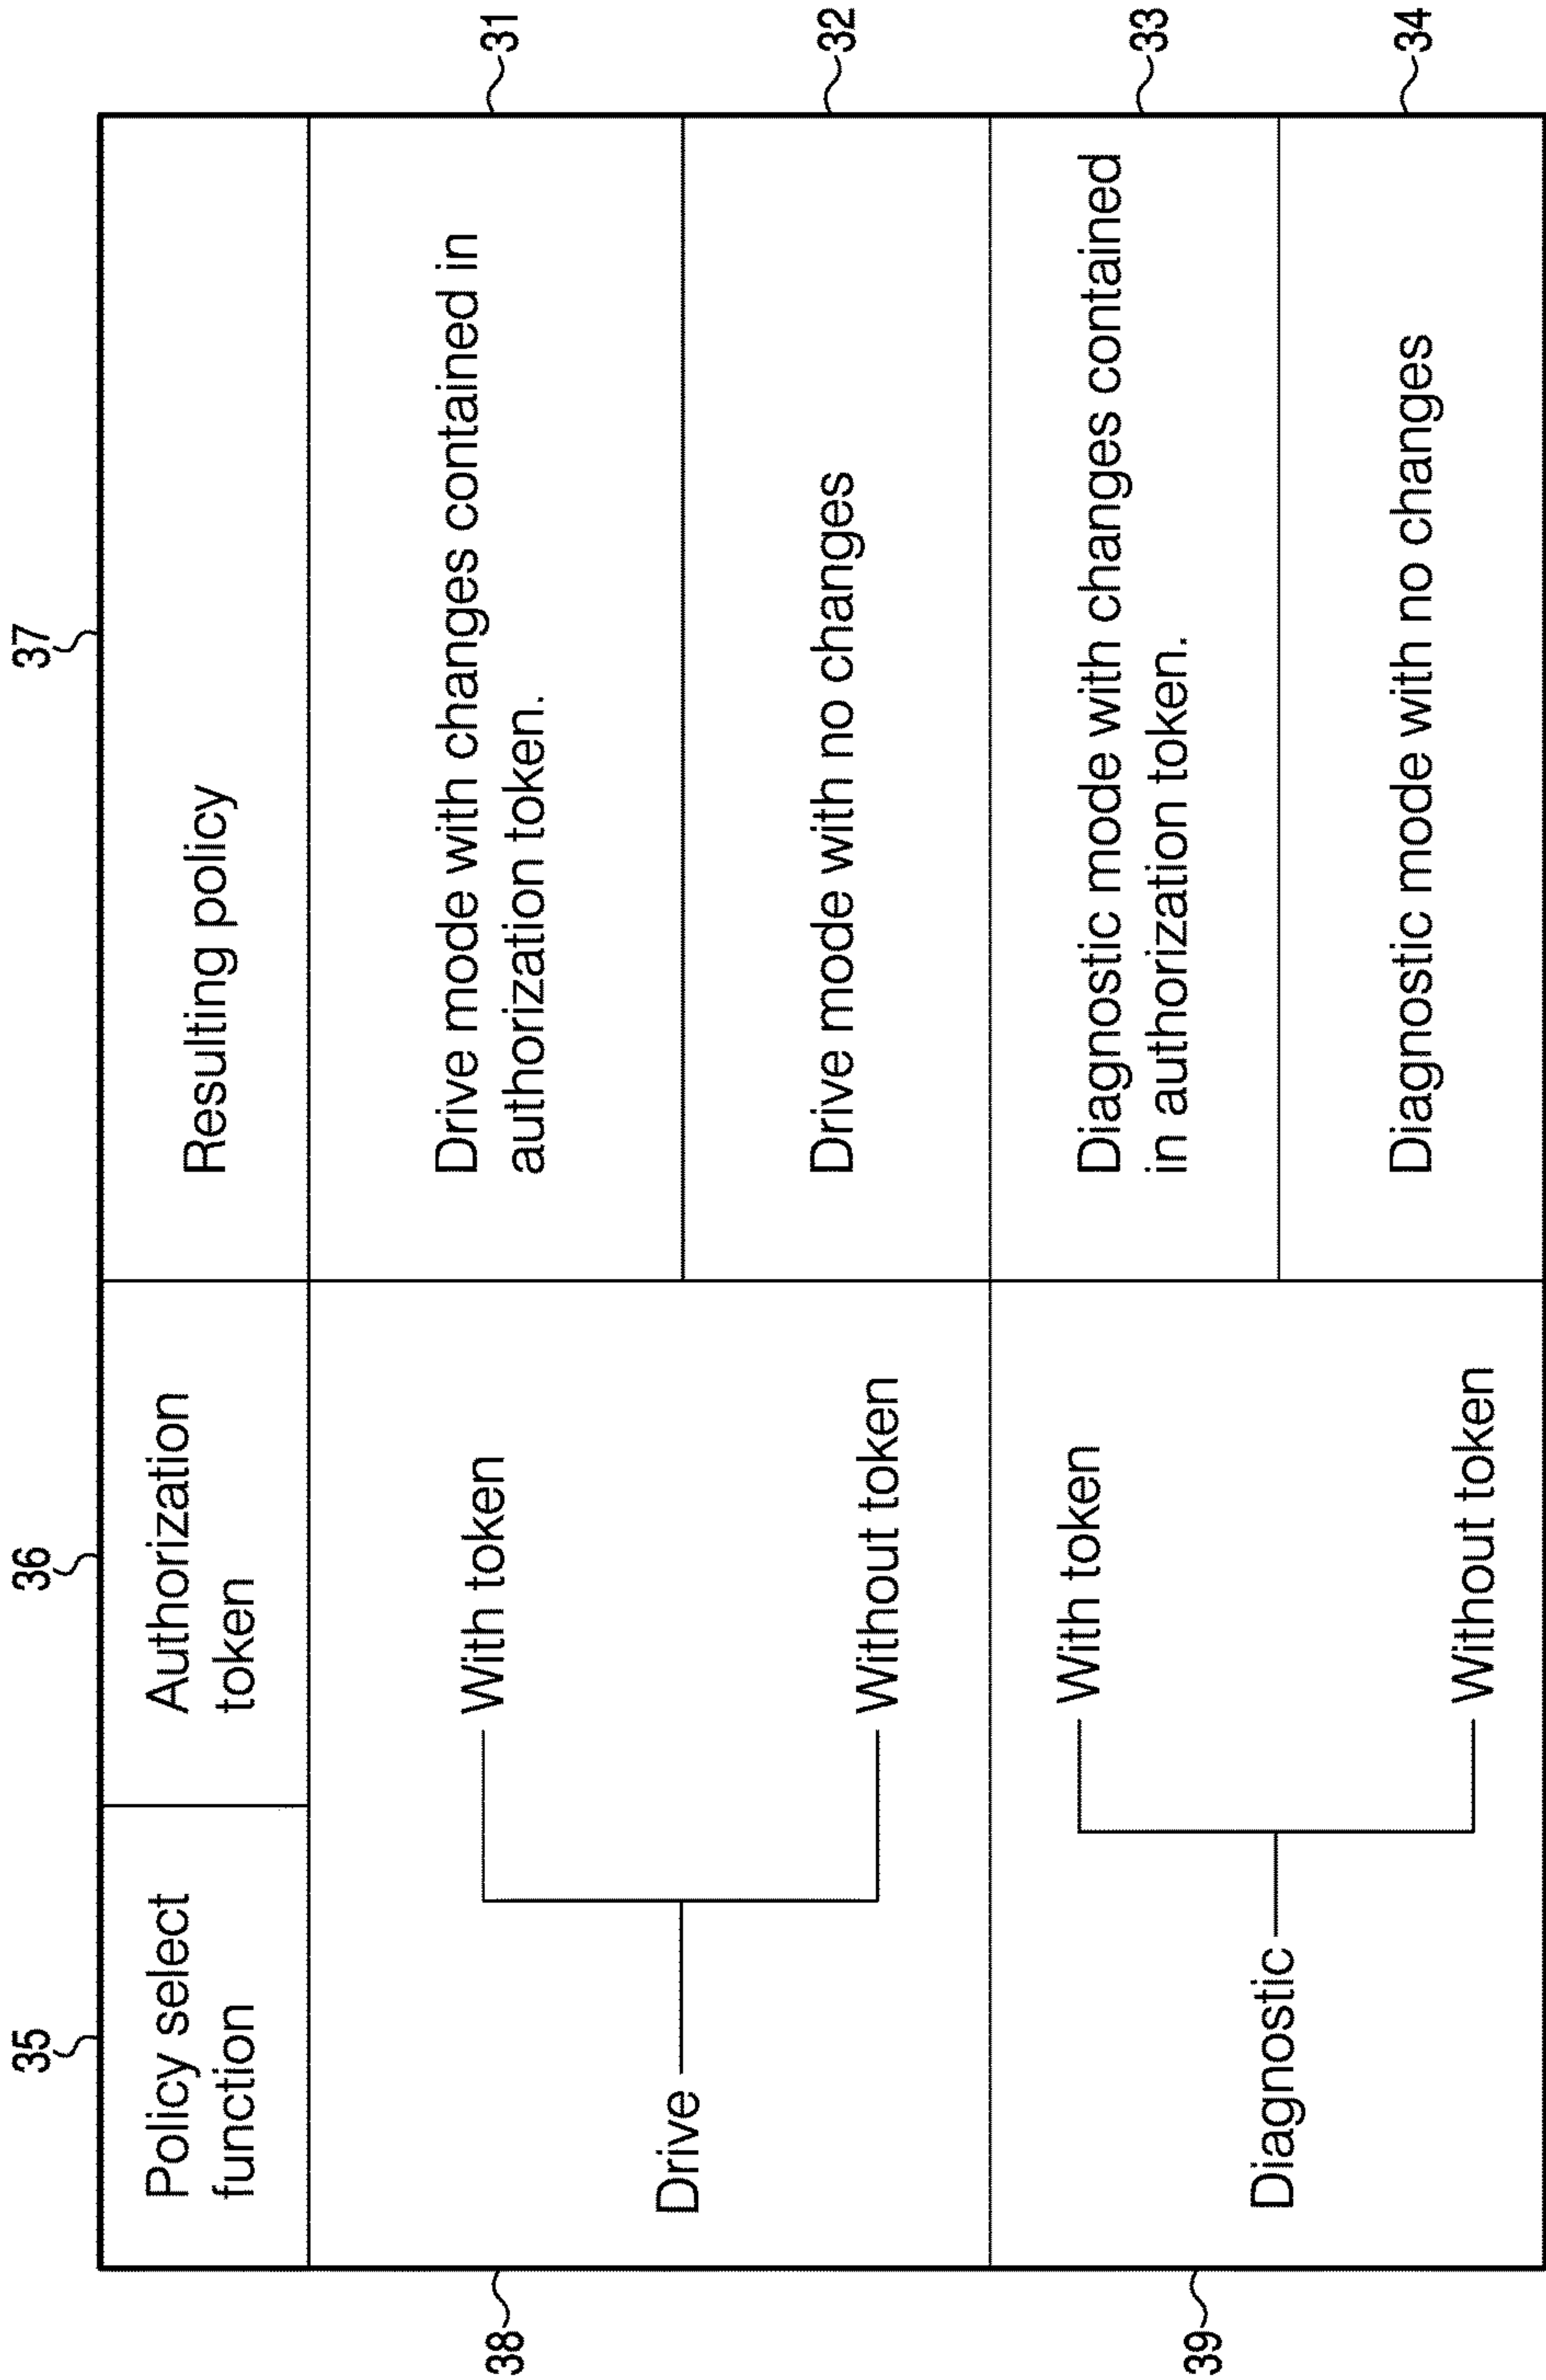 35
36
37
Policy select
function
Authorization
token
Resulting policy
38
Drive
With token
Without token
Drive mode with changes contained in
authorization token.
31
Drive mode with no changes
32
39
Diagnostic
With token
Without token
Diagnostic mode with changes contained
in authorization token.
33
Diagnostic mode with no changes
34